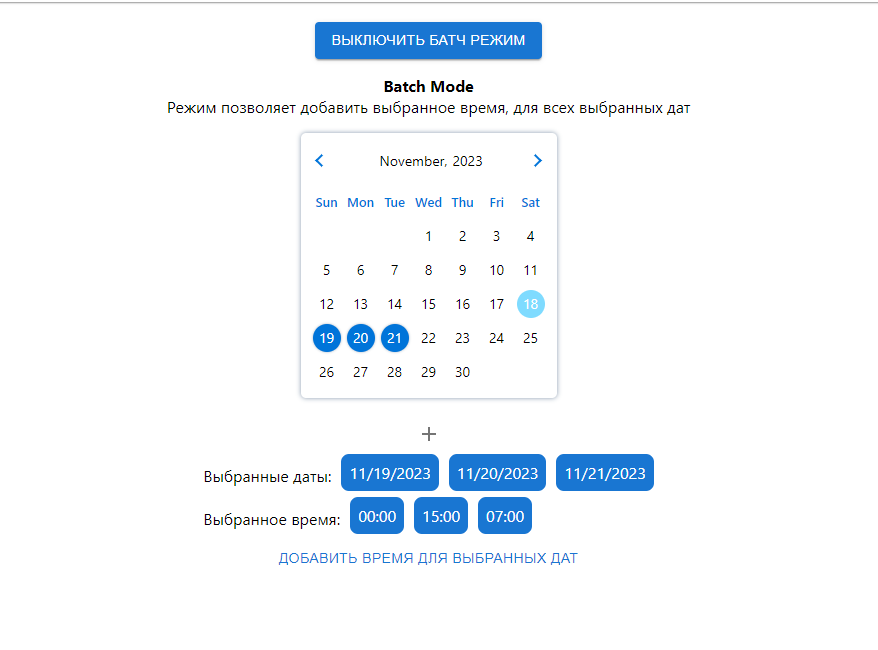 ВЫКЛЮЧИТЬ БАТЧ РЕЖИМ
Batch Mode
Режим позволяет добавить выбранное время, для всех выбранных дат
November, 2023
Sun Mon Tue Wed Thu Fri Sat
1 2 3 4
5 6 7 8 9 10 11
12 13 14 15 16 17 18
19 20 21 22 23 24 25
26 27 28 29 30
Выбранные даты: 11/19/2023 11/20/2023 11/21/2023
Выбранное время: 00:00 15:00 07:00
ДОБАВИТЬ ВРЕМЯ ДЛЯ ВЫБРАННЫХ ДАТ